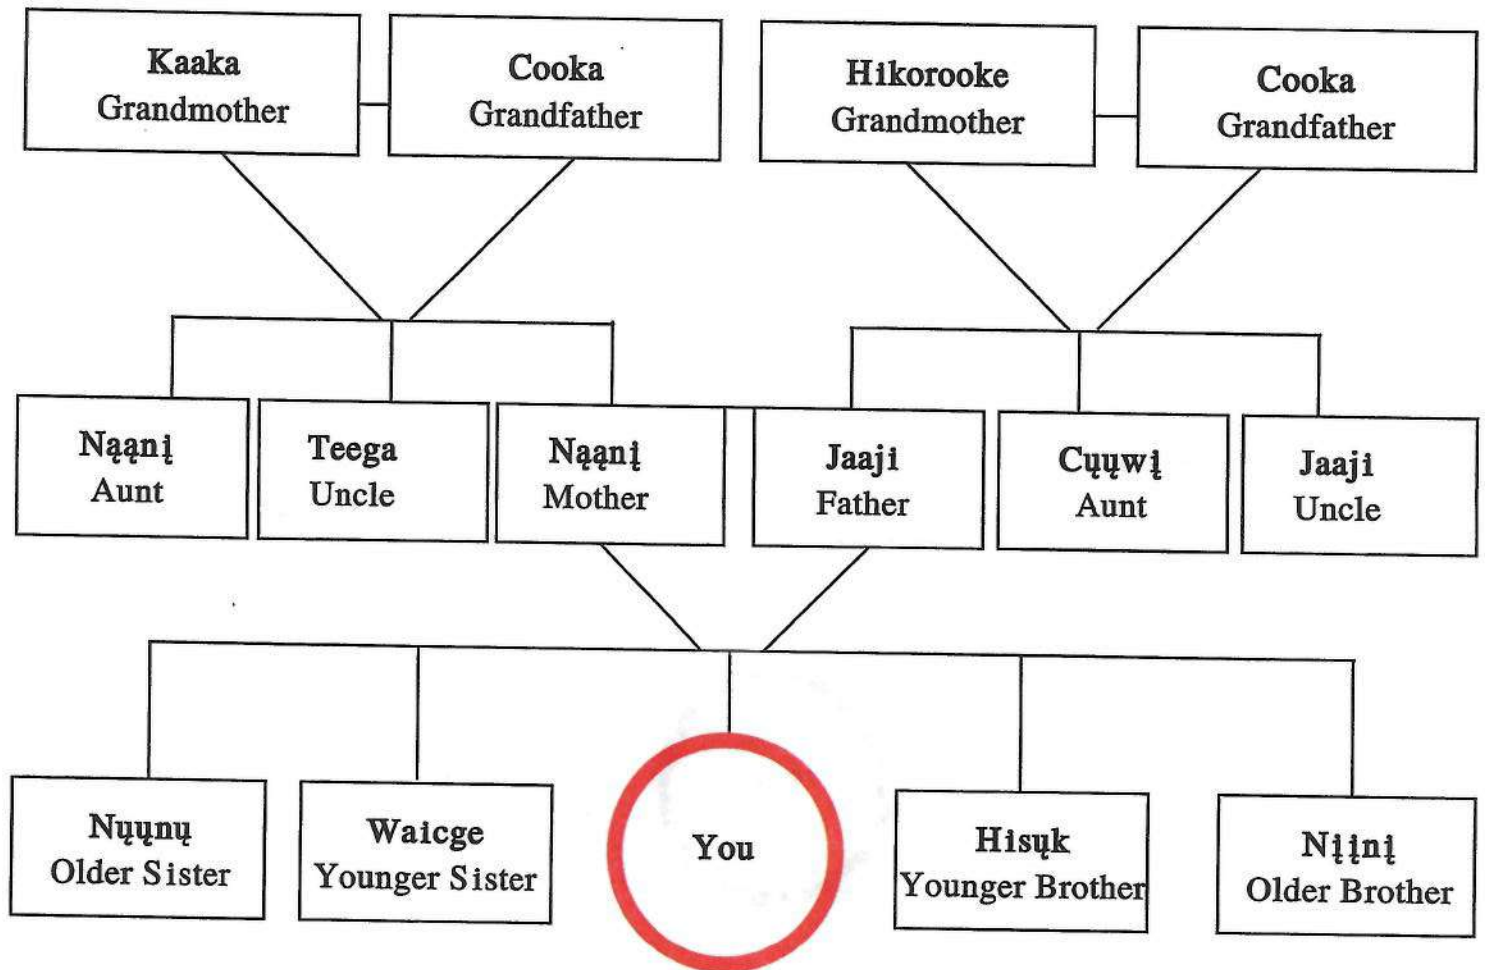 Kaaka
Grandmother
Cooka
Grandfather
Hikorooke
Grandmother
Cooka
Grandfather
Nąąnį
Aunt
Teega
Uncle
Nąąnį
Mother
Jaaji
Father
Cųųwį
Aunt
Jaaji
Uncle
Nųųnų
Older Sister
Waicge
Younger Sister
You
Hisųk
Younger Brother
Nįįnį
Older Brother